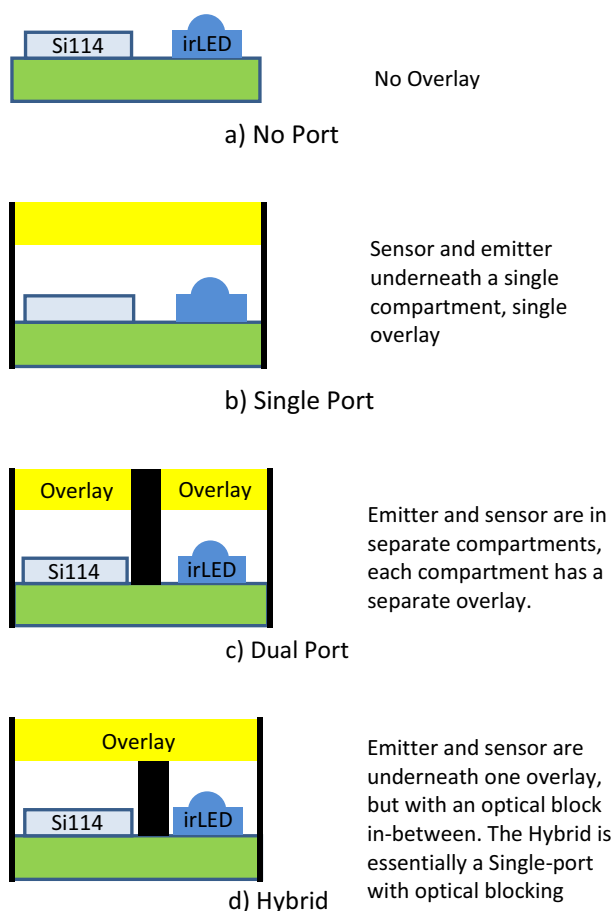 Si114
irLED
No Overlay
a) No Port
Sensor and emitter
underneath a single
compartment, single
overlay
b) Single Port
Overlay
Overlay
Si114
irLED
Emitter and sensor are in
separate compartments,
each compartment has a
separate overlay.
c) Dual Port
Overlay
Si114
irLED
Emitter and sensor are
underneath one overlay,
but with an optical block
in-between. The Hybrid is
essentially a Single-port
with optical blocking
d) Hybrid